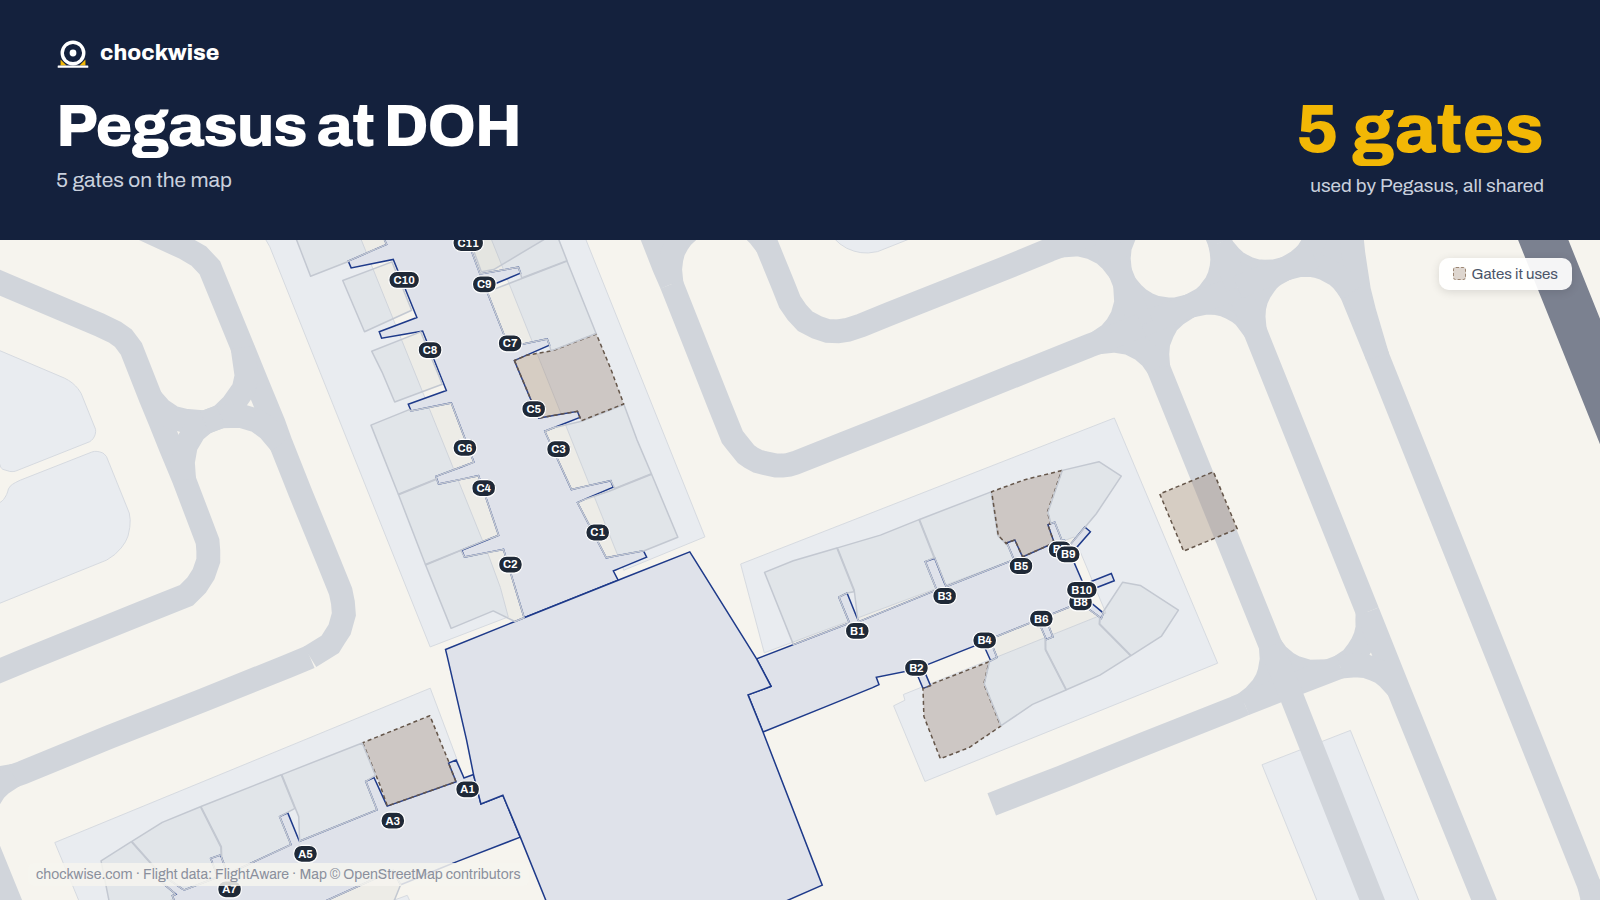 chockwise
Pegasus at DOH
5 gates on the map
5 gates
used by Pegasus, all shared
Gates it uses
C11
C10
C9
C8
C7
C5
C6
C3
C4
C1
C2
B9
B5
B10
B8
B3
B6
B1
B4
B2
A1
A3
A5
A7
chockwise.com · Flight data: FlightAware · Map © OpenStreetMap contributors